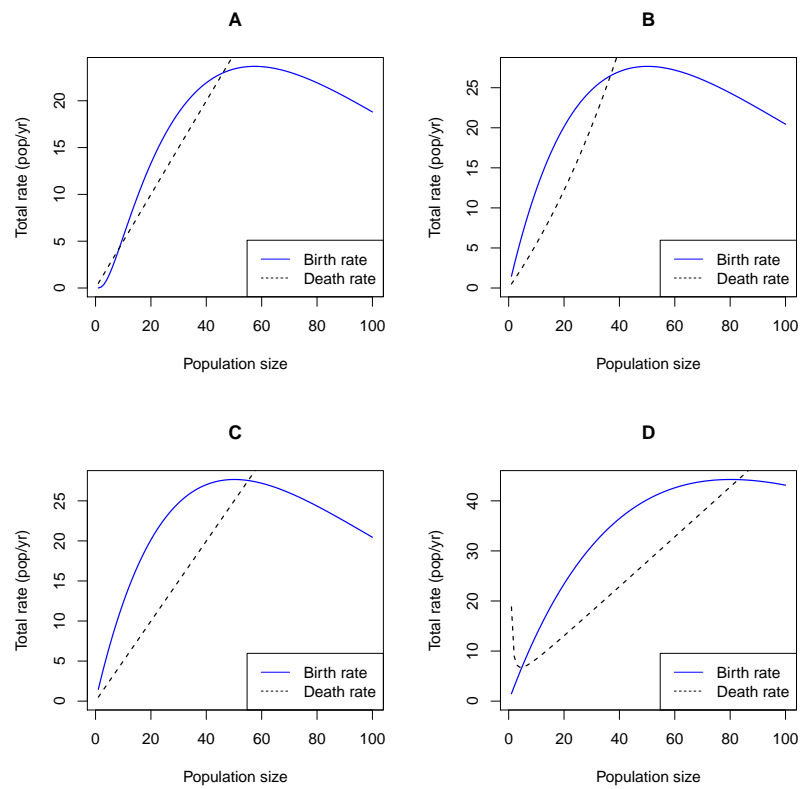 A
Total rate (pop/yr)
0 5 10 15 20
Birth rate
Death rate
0 20 40 60 80 100
Population size
B
Total rate (pop/yr)
0 5 10 15 20 25
Birth rate
Death rate
0 20 40 60 80 100
Population size
C
Total rate (pop/yr)
0 5 10 15 20 25
Birth rate
Death rate
0 20 40 60 80 100
Population size
D
Total rate (pop/yr)
0 10 20 30 40
Birth rate
Death rate
0 20 40 60 80 100
Population size